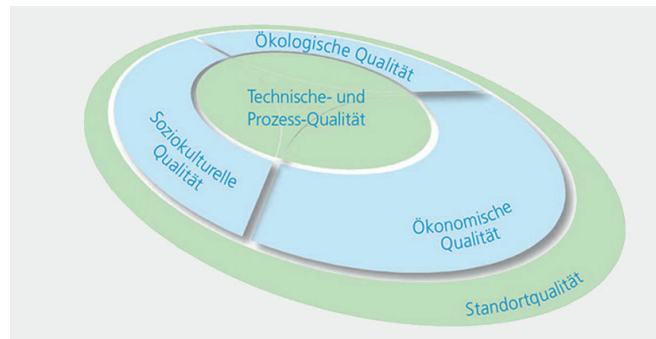 Ökologische Qualität
Technische- und
Prozess-Qualität
Soziokulturelle
Qualität
Ökonomische
Qualität
Standortqualität